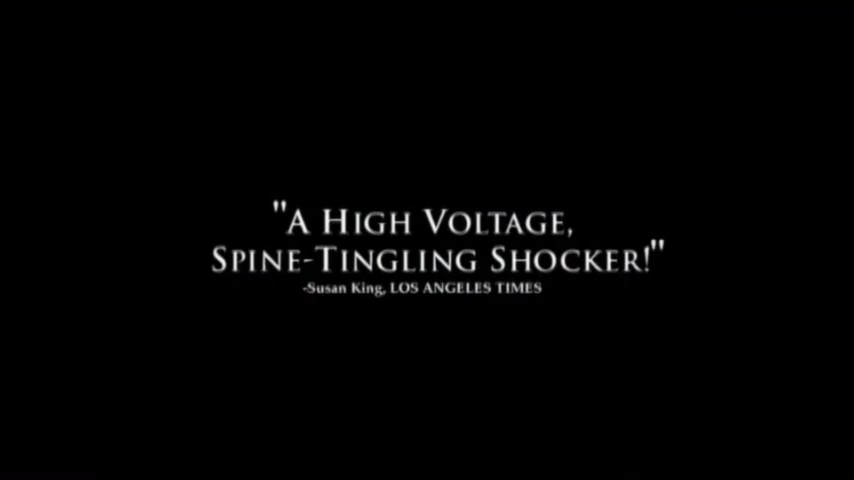 "A HIGH VOLTAGE,
SPINE-TINGLING SHOCKER!"
-Susan King, LOS ANGELES TIMES